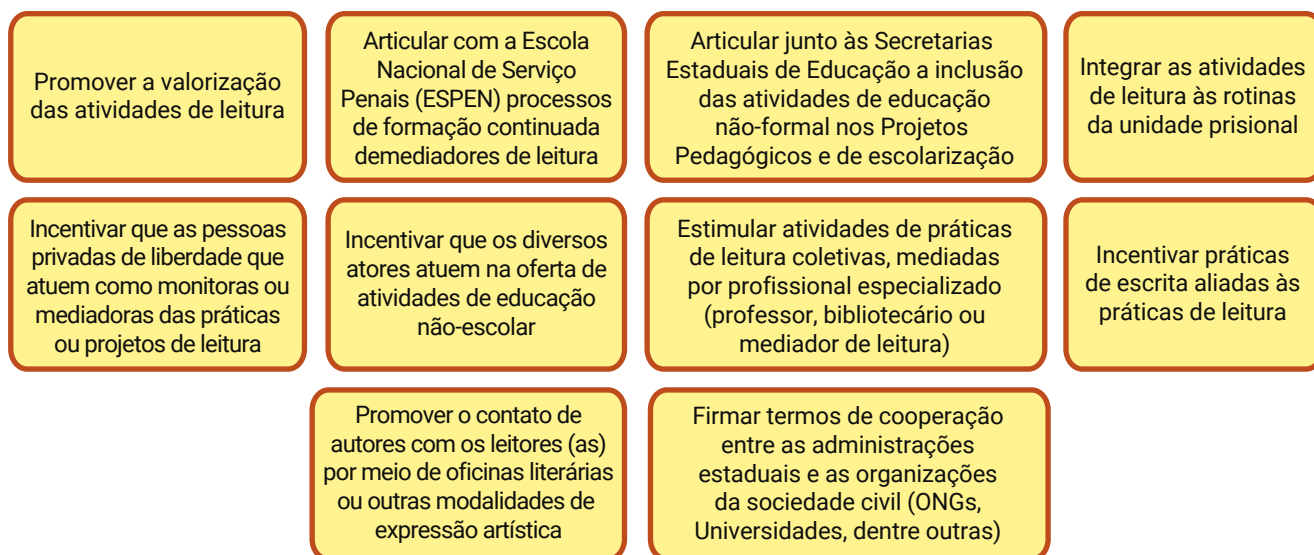 Promover a valorização
das atividades de leitura
Articular com a Escola
Nacional de Serviço
Penais (ESPEN) processos
de formação continuada
demediadores de leitura
Articular junto às Secretarias
Estaduais de Educação a inclusão
das atividades de educação
não-formal nos Projetos
Pedagógicos e de escolarização
Integrar as atividades
de leitura às rotinas
da unidade prisional
Incentivar que as pessoas
privadas de liberdade que
atuem como monitoras ou
mediadoras das práticas
ou projetos de leitura
Incentivar que os diversos
atores atuem na oferta de
atividades de educação
não-escolar
Estimular atividades de práticas
de leitura coletivas, mediadas
por profissional especializado
(professor, bibliotecário ou
mediador de leitura)
Incentivar práticas
de escrita aliadas às
práticas de leitura
Promover o contato de
autores com os leitores (as)
por meio de oficinas literárias
ou outras modalidades de
expressão artística
Firmar termos de cooperação
entre as administrações
estaduais e as organizações
da sociedade civil (ONGs,
Universidades, dentre outras)